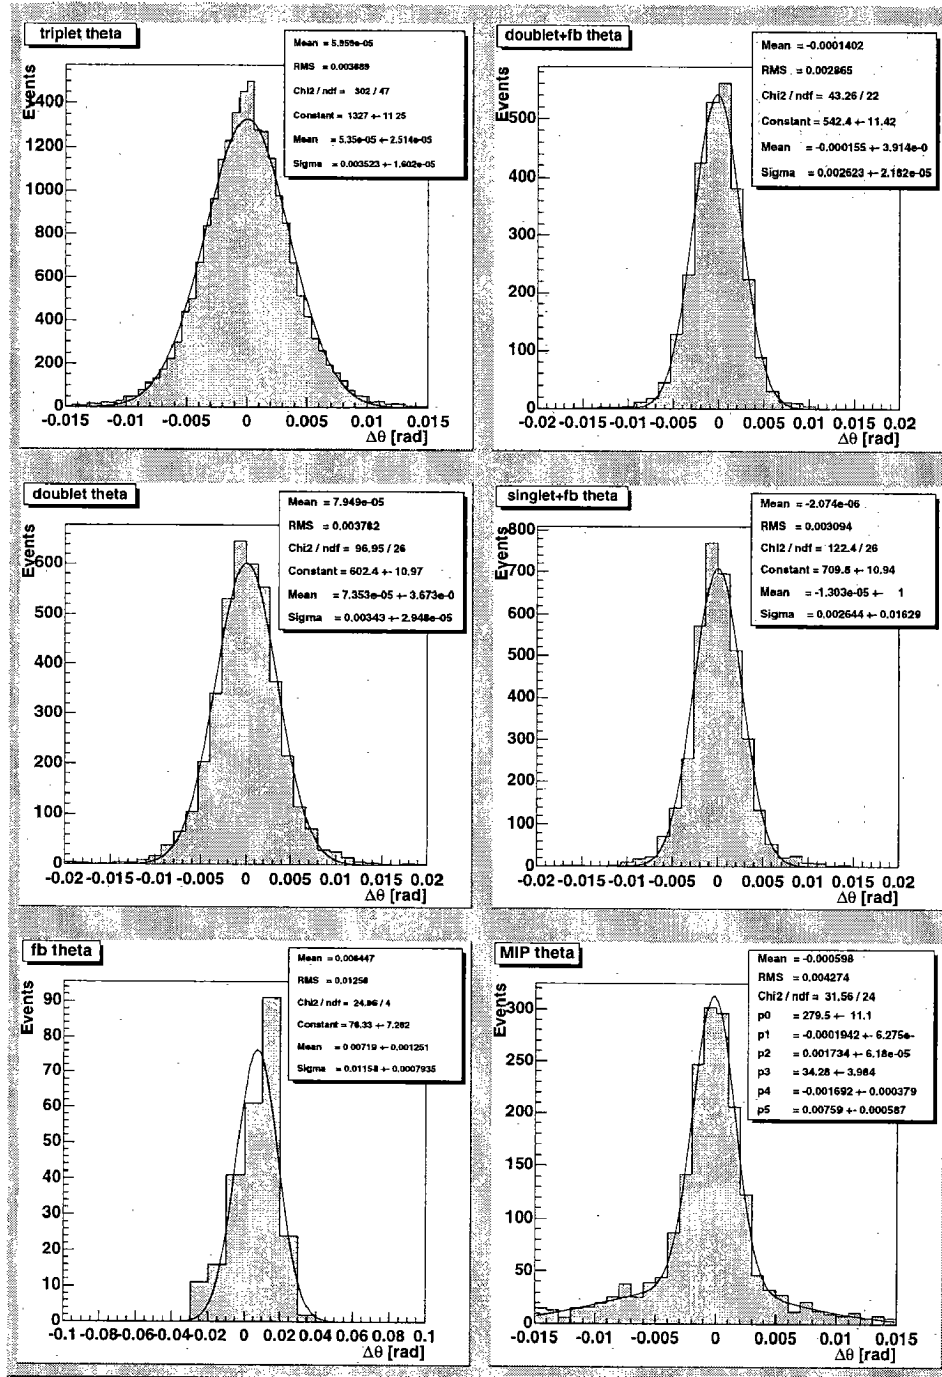 triplet theta
Mean = 5.959e-05
RMS = 0.003889
Chi2 / ndf = 302 / 47
Constant = 1327 +- 11.25
Mean = 5.35e-05 +- 2.514e-05
Sigma = 0.003523 +- 1.602e-05
Events
1400
1200
1000
800
600
400
200
0
-0.015 -0.01 -0.005 0 0.005 0.01 0.015
Δθ [rad]
doublet+fb theta
Mean = -0.0001402
RMS = 0.002865
Chi2 / ndf = 43.26 / 22
Constant = 542.4 +- 11.42
Mean = -0.000155 +- 3.914e-0
Sigma = 0.002623 +- 2.182e-05
Events
500
400
300
200
100
0
-0.02 -0.015 -0.01 -0.005 0 0.005 0.01 0.015 0.02
Δθ [rad]
doublet theta
Mean = 7.949e-05
RMS = 0.003782
Chi2 / ndf = 96.95 / 26
Constant = 602.4 +- 10.97
Mean = 7.353e-05 +- 3.673e-0
Sigma = 0.00343 +- 2.948e-05
Events
600
500
400
300
200
100
0
-0.02 -0.015 -0.01 -0.005 0 0.005 0.01 0.015 0.02
Δθ [rad]
singlet+fb theta
Mean = -2.074e-06
RMS = 0.003094
Chi2 / ndf = 122.4 / 26
Constant = 709.8 +- 10.94
Mean = -1.303e-05 +- 1
Sigma = 0.002644 +- 0.01629
Events
800
700
600
500
400
300
200
100
0
-0.02 -0.015 -0.01 -0.005 0 0.005 0.01 0.015 0.02
Δθ [rad]
fb theta
Mean = 0.006447
RMS = 0.01258
Chi2 / ndf = 24.86 / 4
Constant = 76.33 +- 7.262
Mean = 0.00719 +- 0.001251
Sigma = 0.01158 +- 0.0007935
Events
90
80
70
60
50
40
30
20
10
0
-0.1 -0.08 -0.06 -0.04 -0.02 0 0.02 0.04 0.06 0.08 0.1
Δθ [rad]
MIP theta
Mean = -0.000598
RMS = 0.004274
Chi2 / ndf = 31.56 / 24
p0 = 279.5 +- 11.1
p1 = -0.0001942 +- 6.275e-
p2 = 0.001734 +- 6.18e-05
p3 = 34.28 +- 3.984
p4 = -0.001692 +- 0.000379
p5 = 0.00759 +- 0.000587
Events
300
250
200
150
100
50
0
-0.015 -0.01 -0.005 0 0.005 0.01 0.015
Δθ [rad]